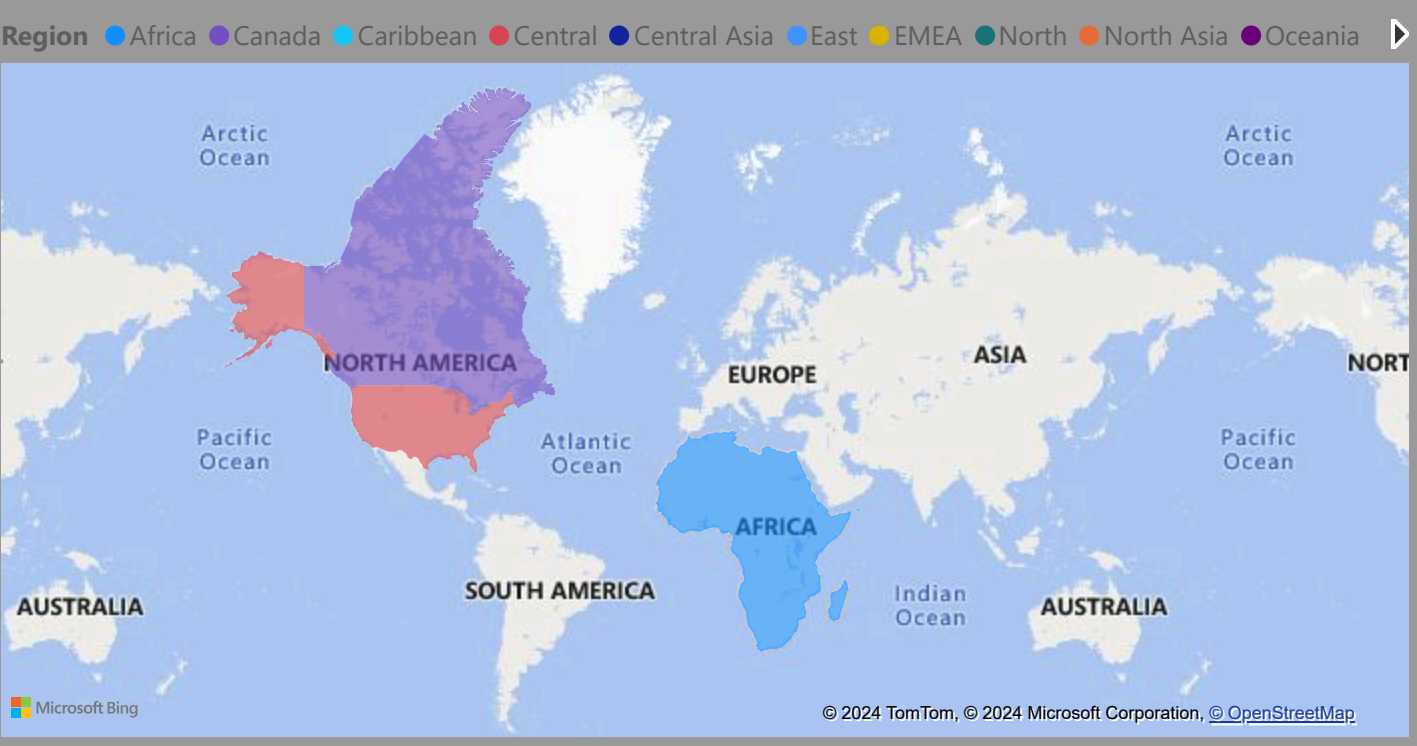 Region Africa Canada Caribbean Central Central Asia East EMEA North North Asia Oceania
Arctic
Ocean
Arctic
Ocean
NORTH AMERICA
EUROPE
ASIA
NORT
Pacific
Ocean
Atlantic
Ocean
Pacific
Ocean
AFRICA
SOUTH AMERICA
Indian
Ocean
AUSTRALIA
AUSTRALIA
Microsoft Bing
© 2024 TomTom, © 2024 Microsoft Corporation, © OpenStreetMap